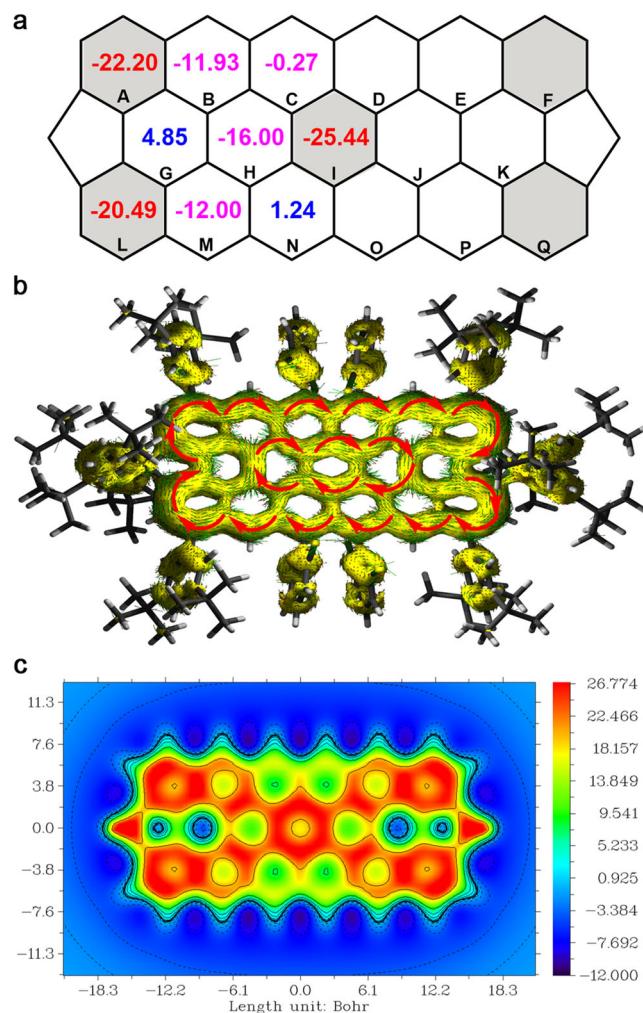 a
-22.20 -11.93 -0.27
A B C D E F
4.85 -16.00 -25.44
G H I J K
-20.49 -12.00 1.24
L M N O P Q
b
c
11.3
7.6
3.8
0.0
-3.8
-7.6
-11.3
-18.3 -12.2 -6.1 0.0 6.1 12.2 18.3
Length unit: Bohr
26.774
22.466
18.157
13.849
9.541
5.233
0.925
-3.384
-7.692
-12.000